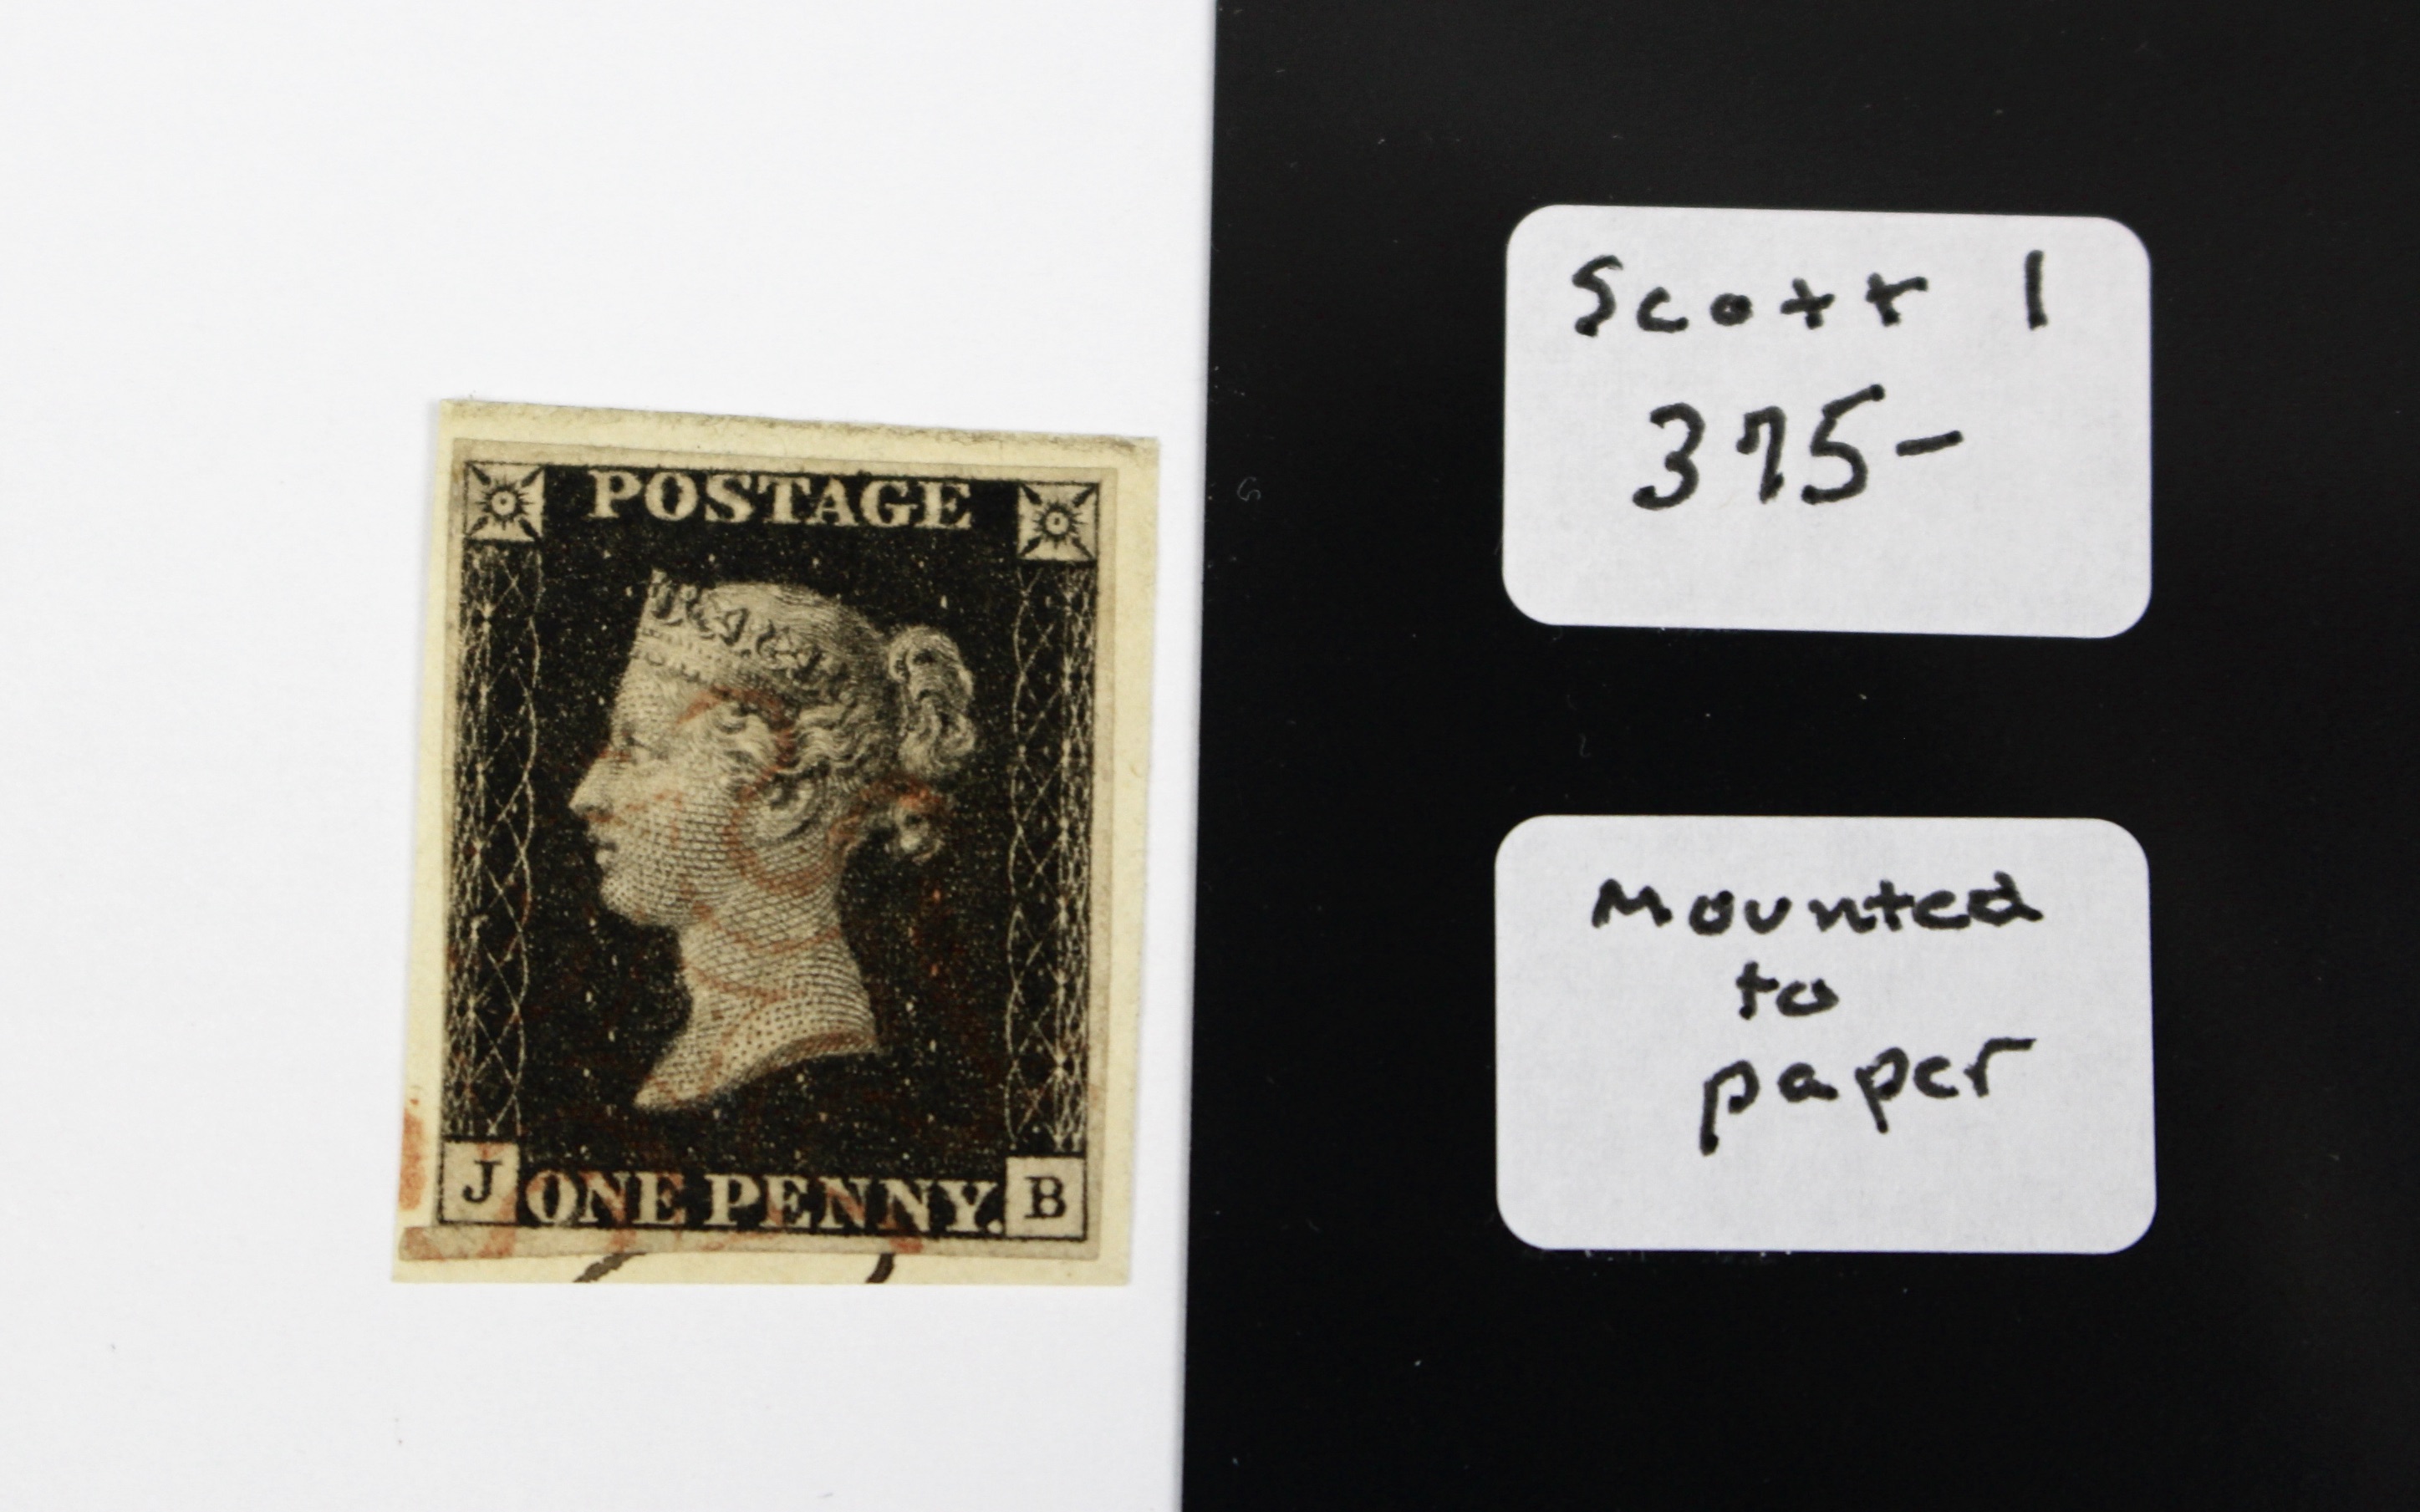 POSTAGE
J ONE PENNY. B
Scott 1
375-
Mounted
to
paper